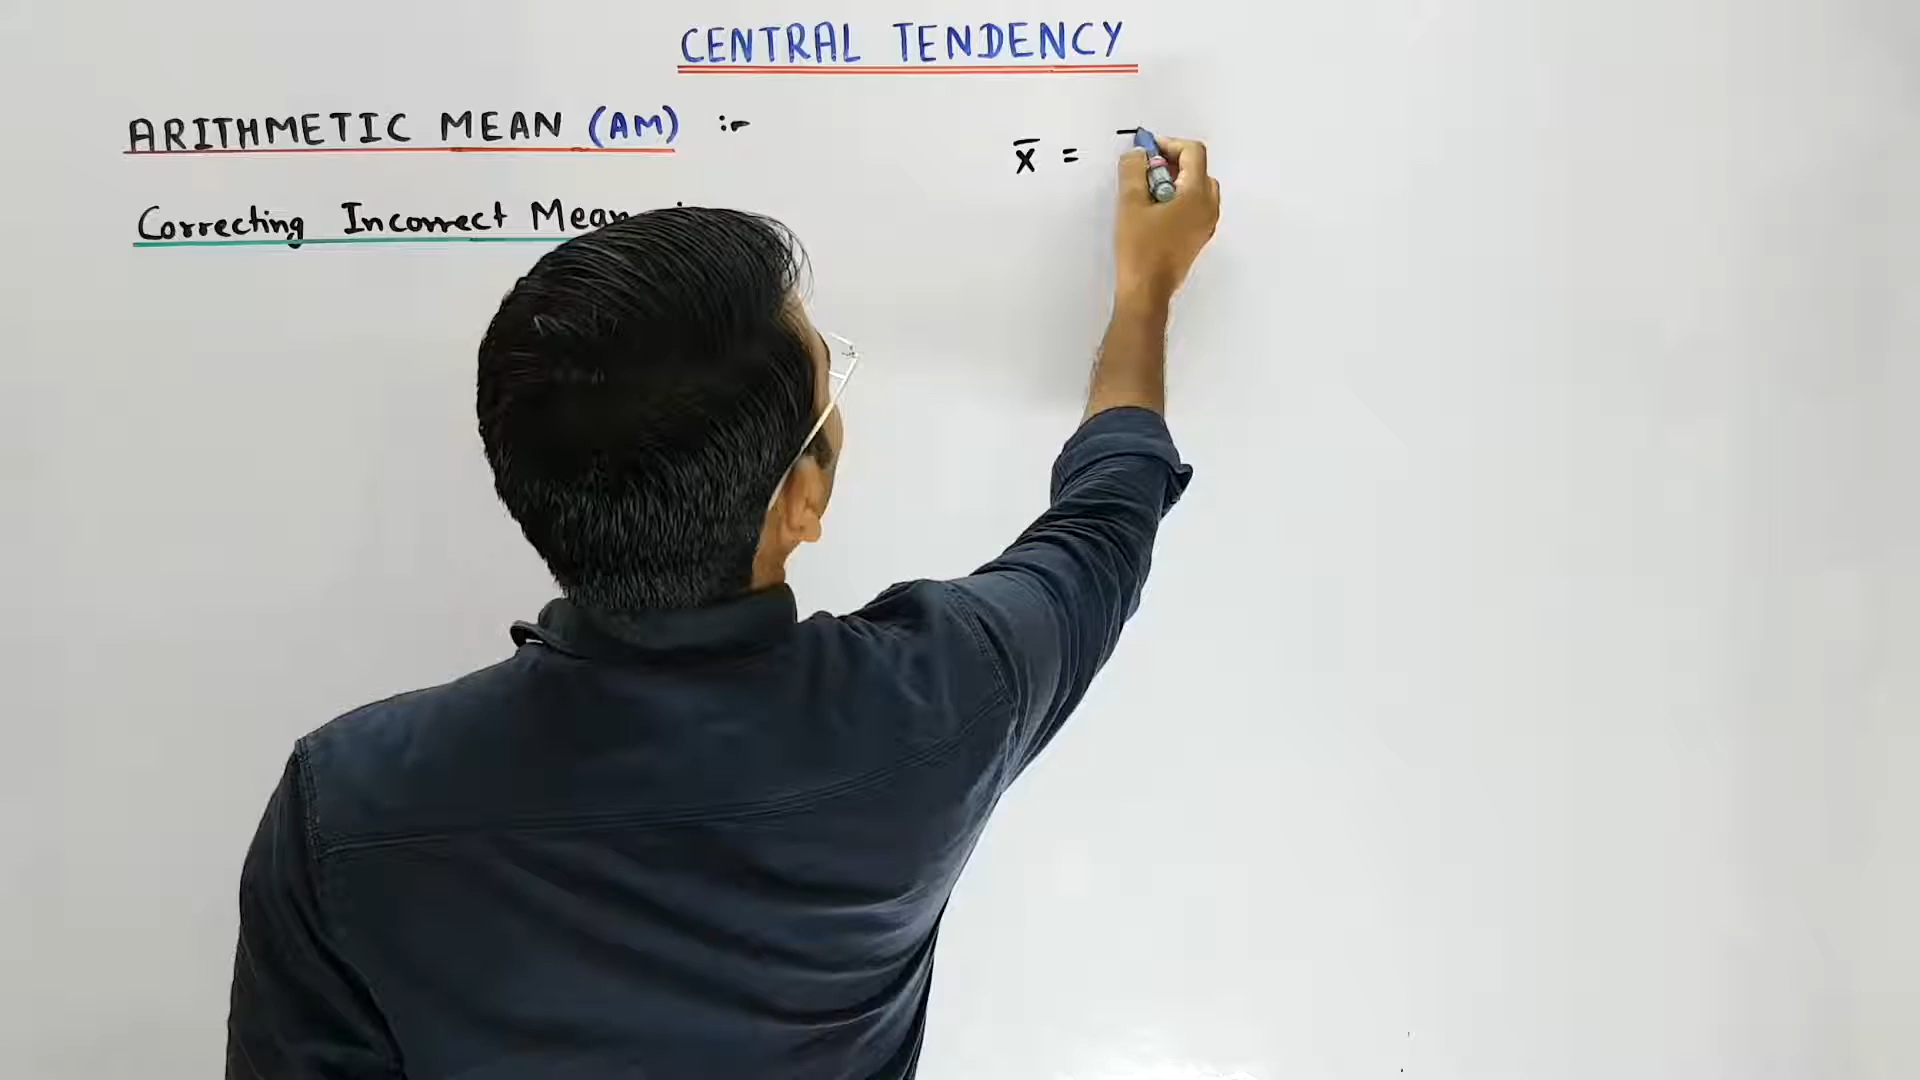 CENTRAL TENDENCY
ARITHMETIC MEAN (AM) :-
x̄ =
Correcting Incorrect Mean